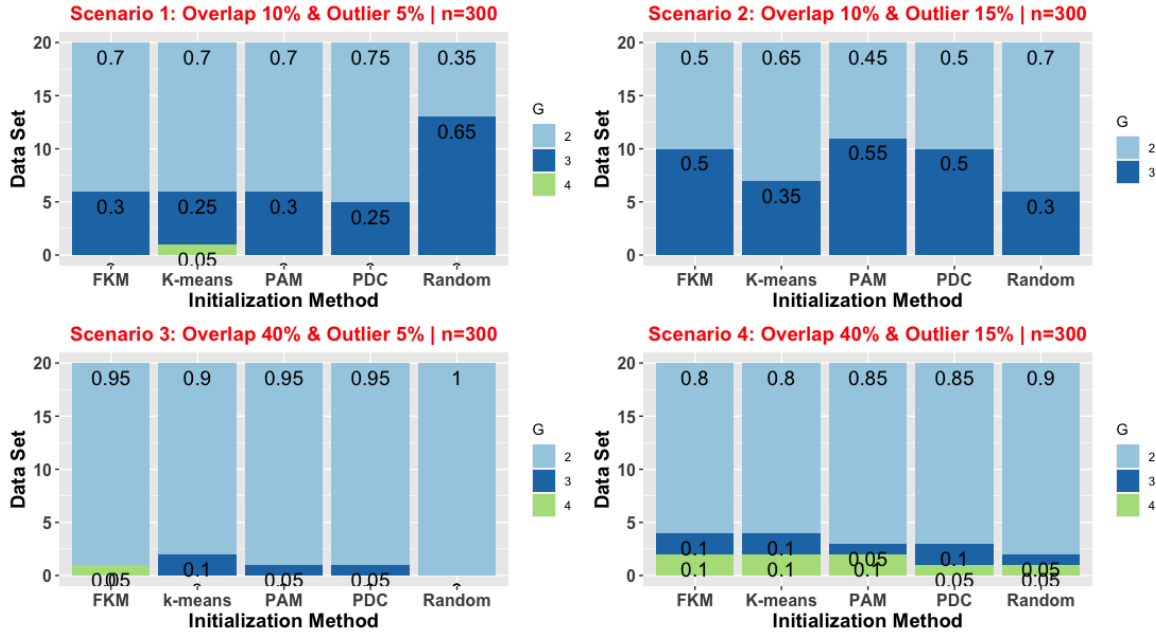 Scenario 1: Overlap 10% & Outlier 5% | n=300
20
15
10
5
0
Data Set
0.7 0.7 0.7 0.75 0.35
0.65
0.3 0.25 0.3 0.25
0.05
FKM K-means PAM PDC Random
Initialization Method
G
2
3
4
Scenario 2: Overlap 10% & Outlier 15% | n=300
20
15
10
5
0
Data Set
0.5 0.65 0.45 0.5 0.7
0.5 0.35 0.55 0.5 0.3
FKM K-means PAM PDC Random
Initialization Method
G
2
3
Scenario 3: Overlap 40% & Outlier 5% | n=300
20
15
10
5
0
Data Set
0.95 0.9 0.95 0.95 1
0.05 0.1 0.05 0.05
FKM k-means PAM PDC Random
Initialization Method
G
2
3
4
Scenario 4: Overlap 40% & Outlier 15% | n=300
20
15
10
5
0
Data Set
0.8 0.8 0.85 0.85 0.9
0.1 0.1 0.05 0.1 0.05
0.1 0.1 0.1 0.05 0.05
FKM K-means PAM PDC Random
Initialization Method
G
2
3
4